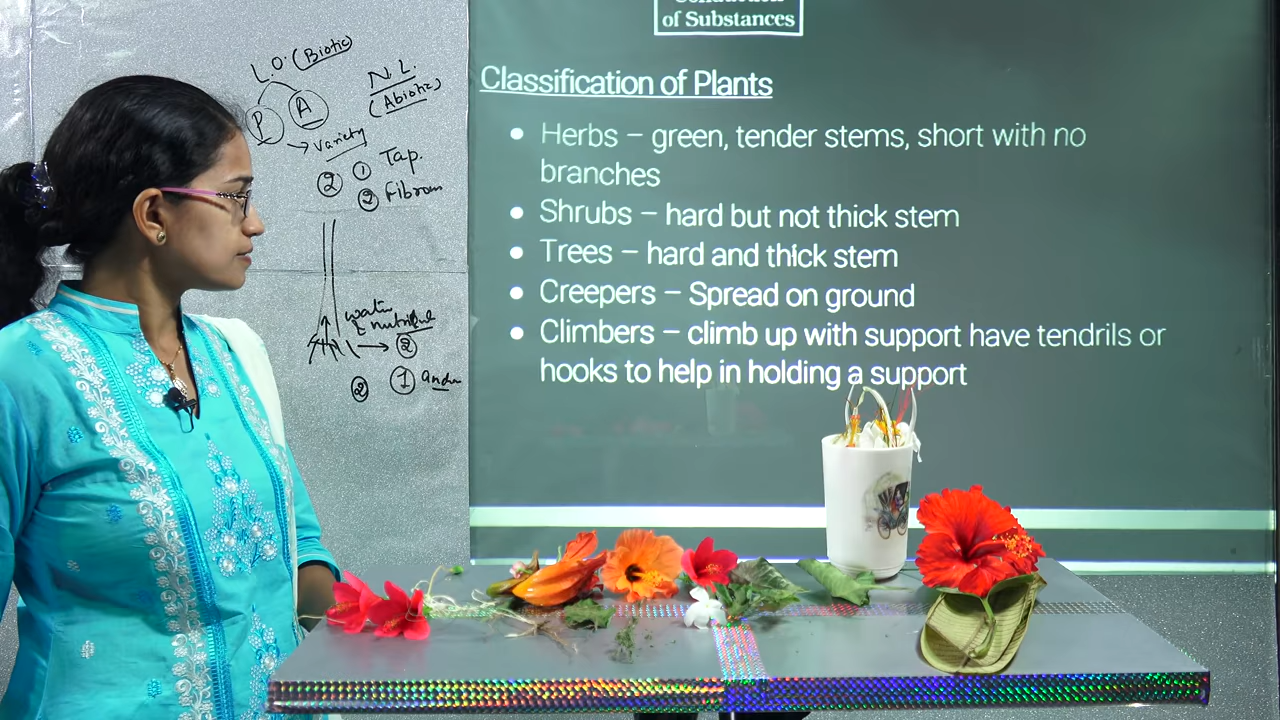 of Substances
Classification of Plants
• Herbs – green, tender stems, short with no
branches
• Shrubs – hard but not thick stem
• Trees – hard and thick stem
• Creepers – Spread on ground
• Climbers – climb up with support have tendrils or
hooks to help in holding a support
L.O. (Biotic)
N.L.
(Abiotic)
P A
→ Variety
② ① Tap.
② Fibrous
water
& nutrient
→ ②
② ①